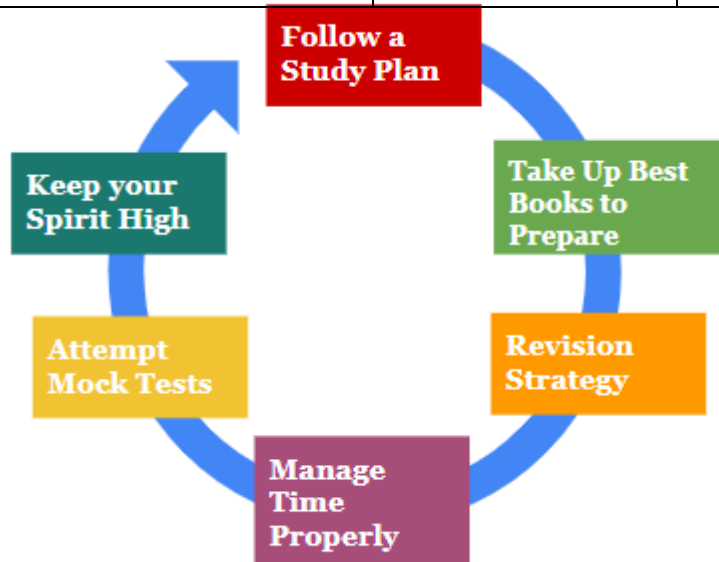 Follow a
Study Plan
Take Up Best
Books to
Prepare
Revision
Strategy
Manage
Time
Properly
Attempt
Mock Tests
Keep your
Spirit High